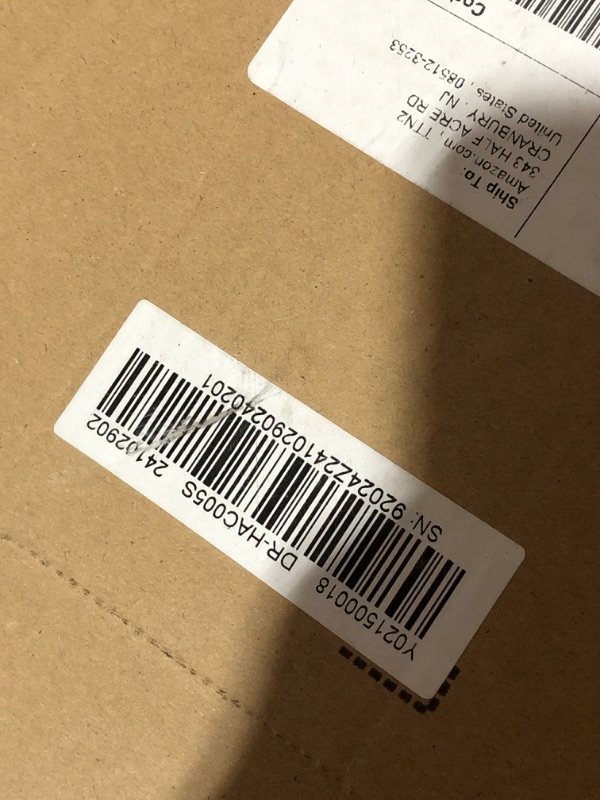 Y021500018 DR-HAC005S 24102902
SN: 92024722410290240201
Ship To:
Amazon.com , TTN2
343 HALF ACRE RD
CRANBURY , NJ
United States , 08512-3253